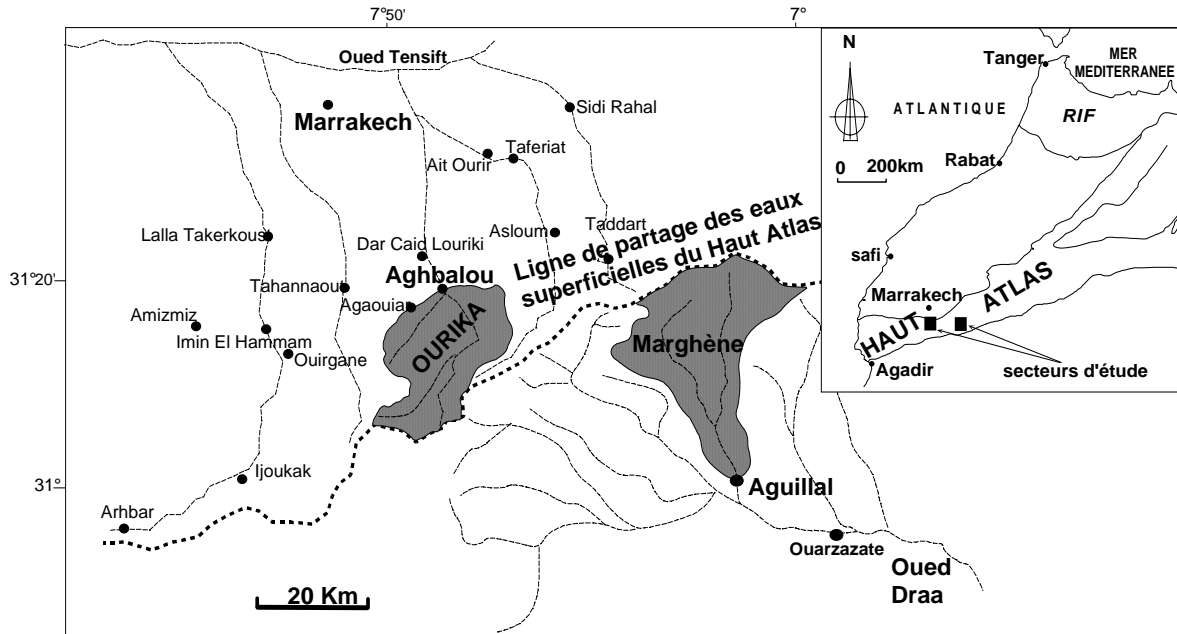 7°50'
7°
Oued Tensift
Marrakech
Sidi Rahal
Taferiat
Ait Ourir
Lalla Takerkoust
Dar Caid Louriki
Asloum
Taddart
Ligne de partage des eaux
superficielles du Haut Atlas
31°20
Aghbalou
Tahannaout
Agaouiar
Amizmiz
Imin El Hammam
Ouirgane
OURIKA
Marghène
31°
Ijoukak
Arhbar
Aguillal
Ouarzazate
Oued
Draa
20 Km
N
Tanger
MER
MEDITERRANEE
ATLANTIQUE
RIF
0 200km
Rabat
safi
Marrakech
HAUT ATLAS
Agadir
secteurs d'étude